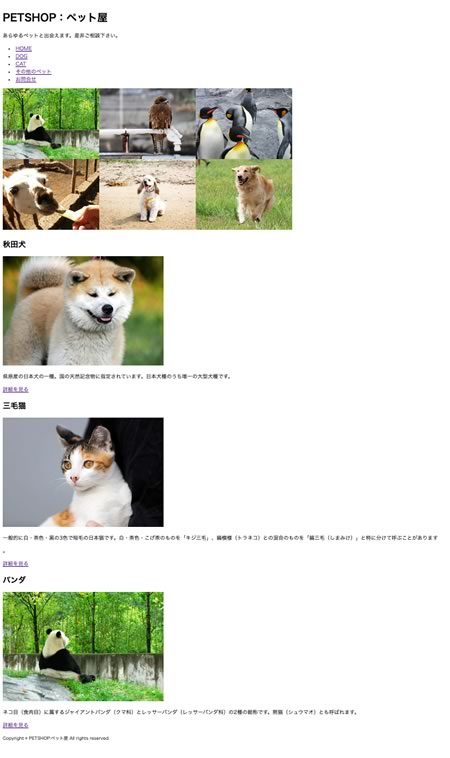 PETSHOP：ペット屋
あらゆるペットと出会えます。是非ご相談下さい。
HOME
DOG
CAT
その他のペット
お問合せ
秋田犬
県原産の日本犬の一種。国の天然記念物に指定されています。日本犬種のうち唯一の大型犬種です。
詳細を見る
三毛猫
一般的に白・茶色・黒の3色で短毛の日本猫です。白・茶色・こげ茶のものを「キジ三毛」、縞模様（トラネコ）との混合のものを「縞三毛（しまみけ）」と特に分けて呼ぶことがあります
。
詳細を見る
パンダ
ネコ目（食肉目）に属するジャイアントパンダ（クマ科）とレッサーパンダ（レッサーパンダ科）の2種の総称です。熊猫（シュウマオ）とも呼ばれます。
詳細を見る
Copyright © PETSHOP:ペット屋 All rights reserved.